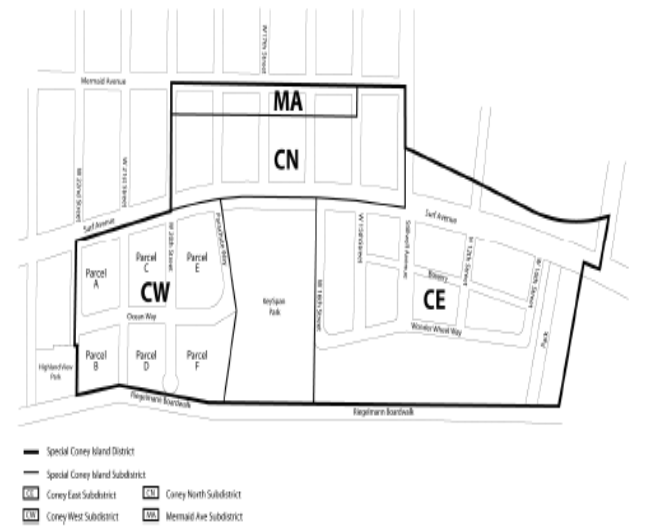 W 17th Street
Mermaid Avenue
MA
CN
W 22nd Street
W 21st Street
Surf Avenue
Surf Avenue
W 20th Street
Parcel
A
Parcel
C
Parcel
E
CW
Ocean Way
Parcel
B
Parcel
D
Parcel
F
KeySpan
Park
W 16th Street
W 15th Street
Stillwell Avenue
W 12th Street
W 10th Street
Bowery
CE
Wonder Wheel Way
Park
Highland View
Park
Riegelmann Boardwalk
Riegelmann Boardwalk
Special Coney Island District
Special Coney Island Subdistrict
CE Coney East Subdistrict
CN Coney North Subdistrict
CW Coney West Subdistrict
MA Mermaid Ave Subdistrict